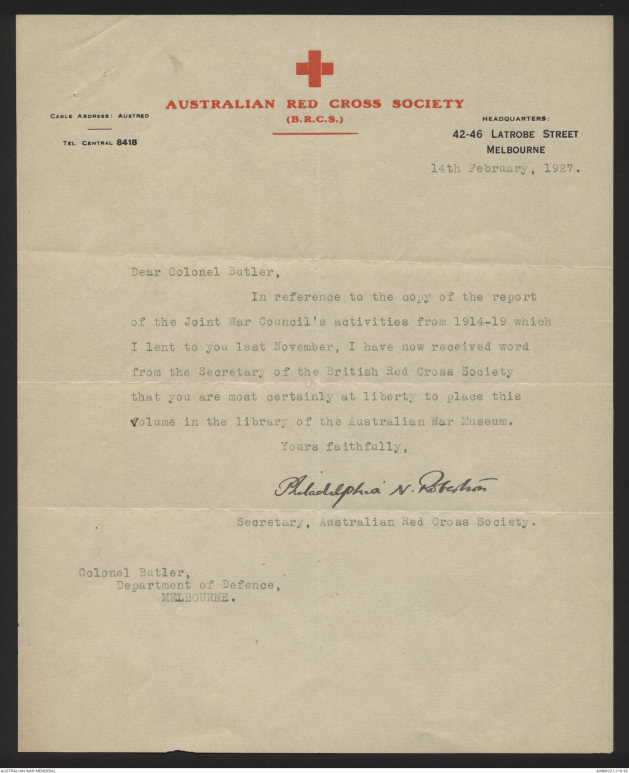 AUSTRALIAN RED CROSS SOCIETY
(B.R.C.S.)
CABLE ADDRESS: AUSTRED
TEL. CENTRAL 8418
HEADQUARTERS:
42-46 LATROBE STREET
MELBOURNE
14th February, 1927.
Dear Colonel Butler,
In reference to the copy of the report
of the Joint War Council's activities from 1914-19 which
I lent to you last November, I have now received word
from the Secretary of the British Red Cross Society
that you are most certainly at liberty to place this
volume in the library of the Australian War Museum.
Yours faithfully,
Philadelphia N. Robertson
Secretary, Australian Red Cross Society.
Colonel Butler,
Department of Defence,
MELBOURNE.
AUSTRALIAN WAR MEMORIAL